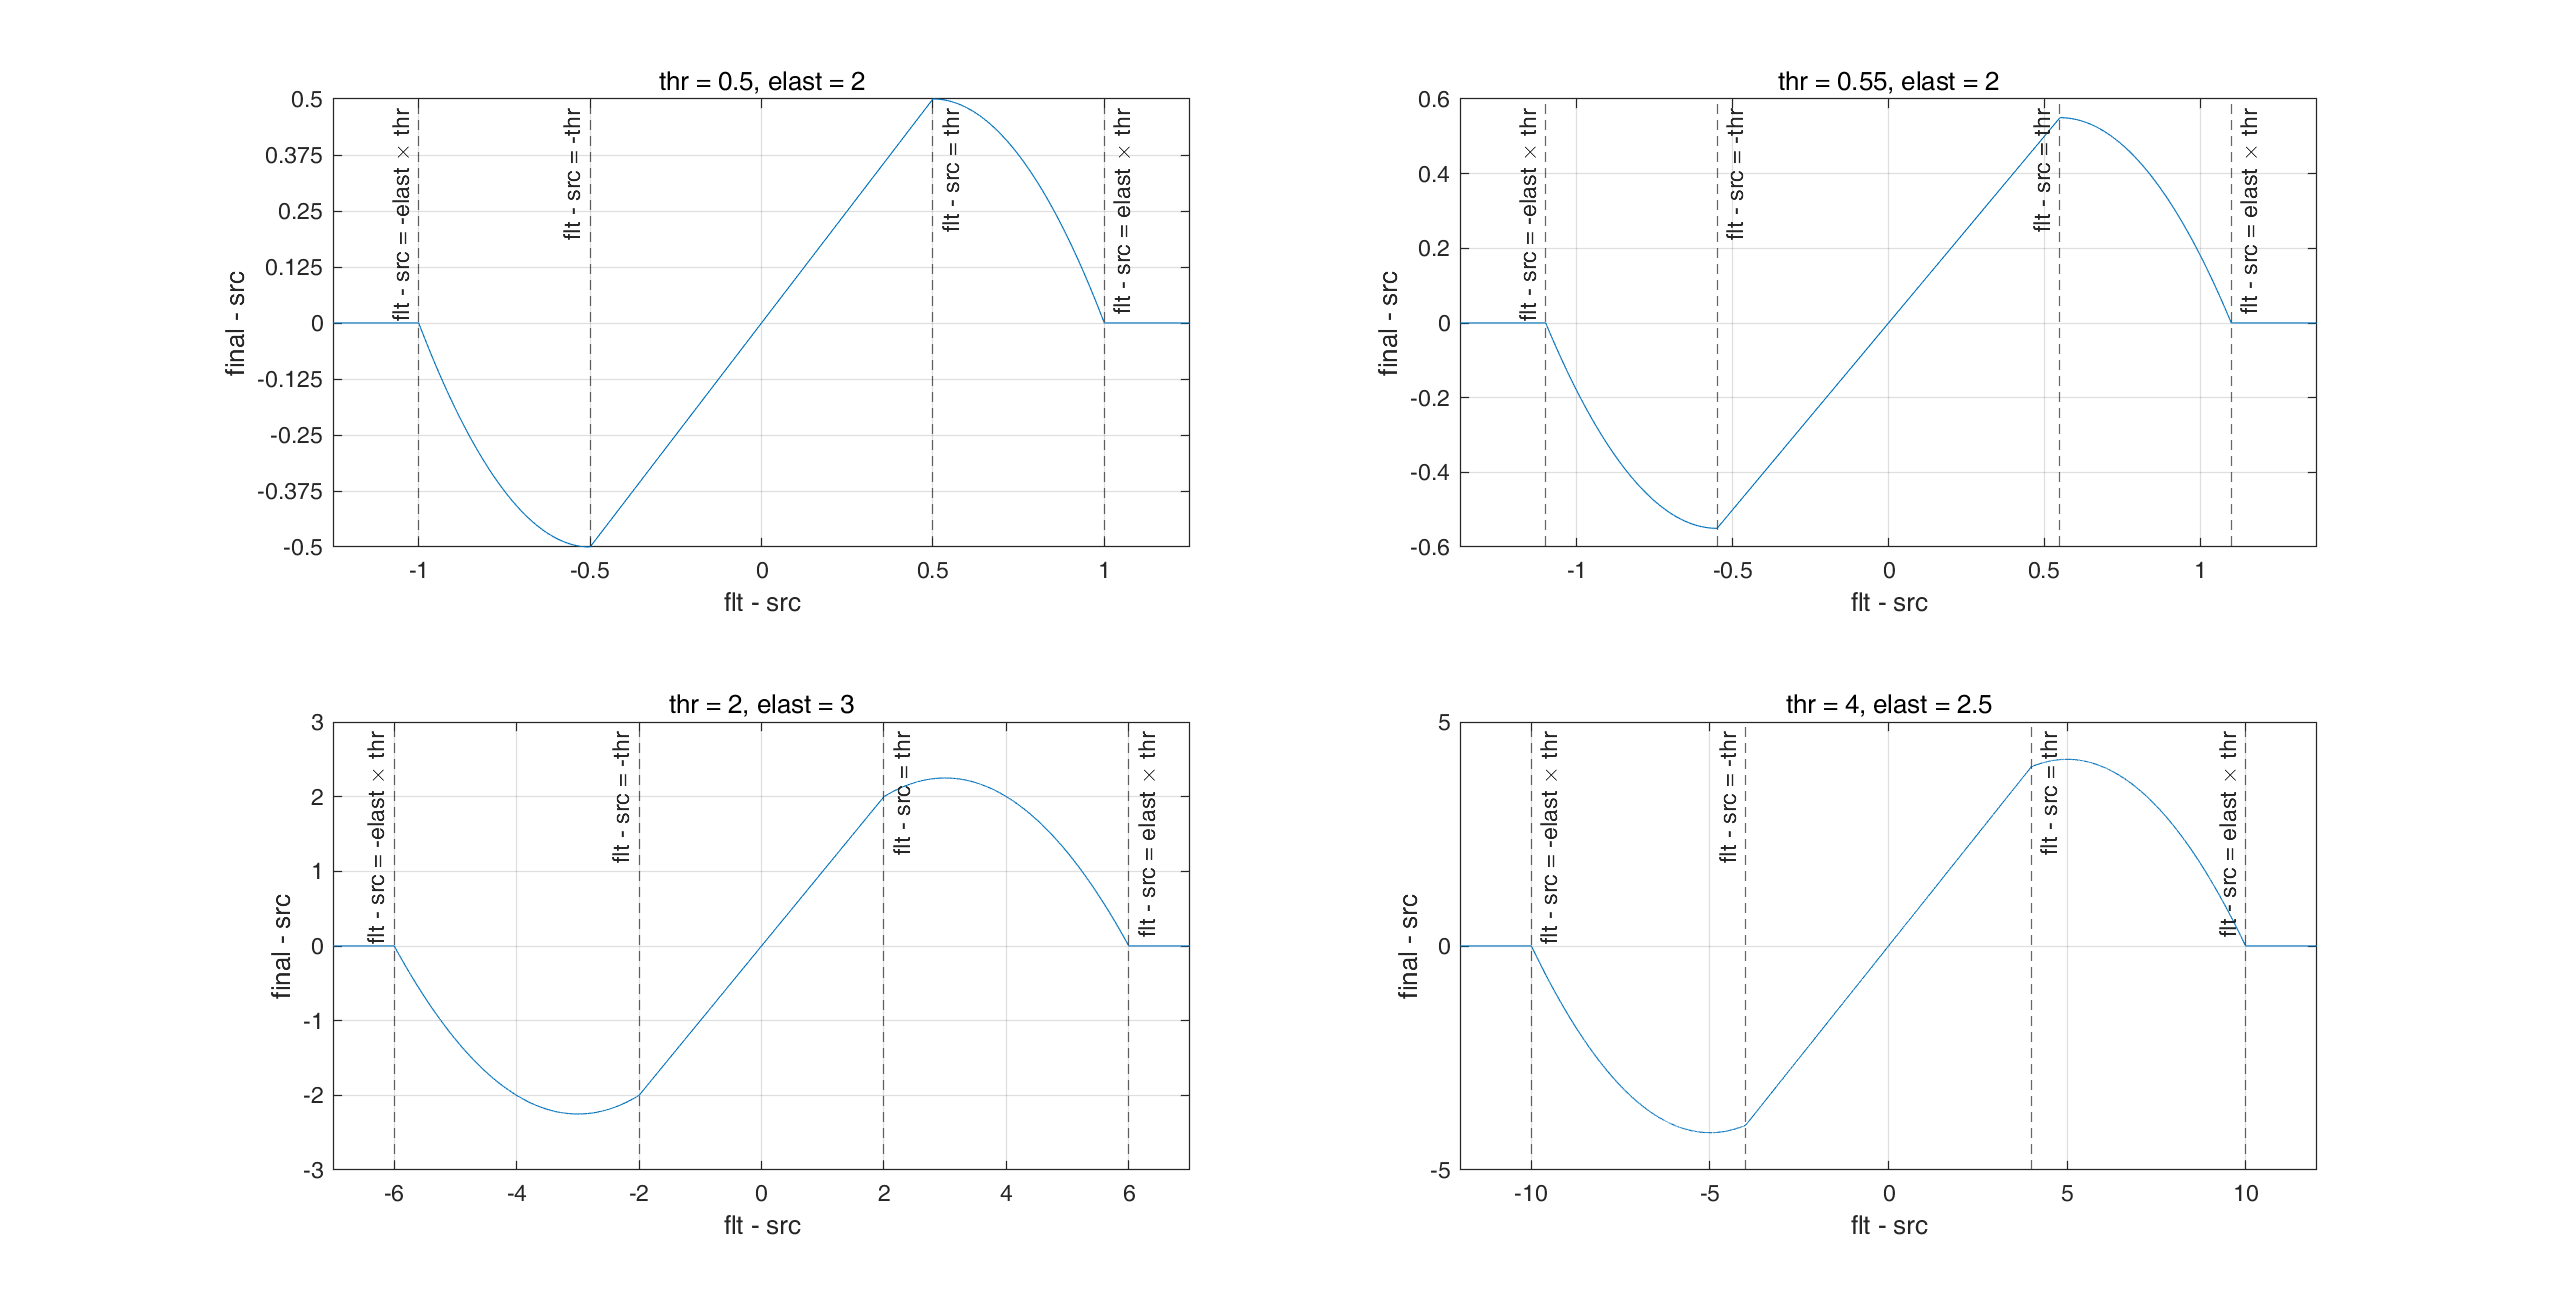 thr = 0.5, elast = 2
0.5
0.375
0.25
0.125
0
-0.125
-0.25
-0.375
-0.5
final - src
flt - src = -elast × thr
flt - src = -thr
flt - src = thr
flt - src = elast × thr
-1
-0.5
0
0.5
1
flt - src
thr = 0.55, elast = 2
0.6
0.4
0.2
0
-0.2
-0.4
-0.6
final - src
flt - src = -elast × thr
flt - src = -thr
flt - src = thr
flt - src = elast × thr
-1
-0.5
0
0.5
1
flt - src
thr = 2, elast = 3
3
2
1
0
-1
-2
-3
final - src
flt - src = -elast × thr
flt - src = -thr
flt - src = thr
flt - src = elast × thr
-6
-4
-2
0
2
4
6
flt - src
thr = 4, elast = 2.5
5
0
-5
final - src
flt - src = -elast × thr
flt - src = -thr
flt - src = thr
flt - src = elast × thr
-10
-5
0
5
10
flt - src